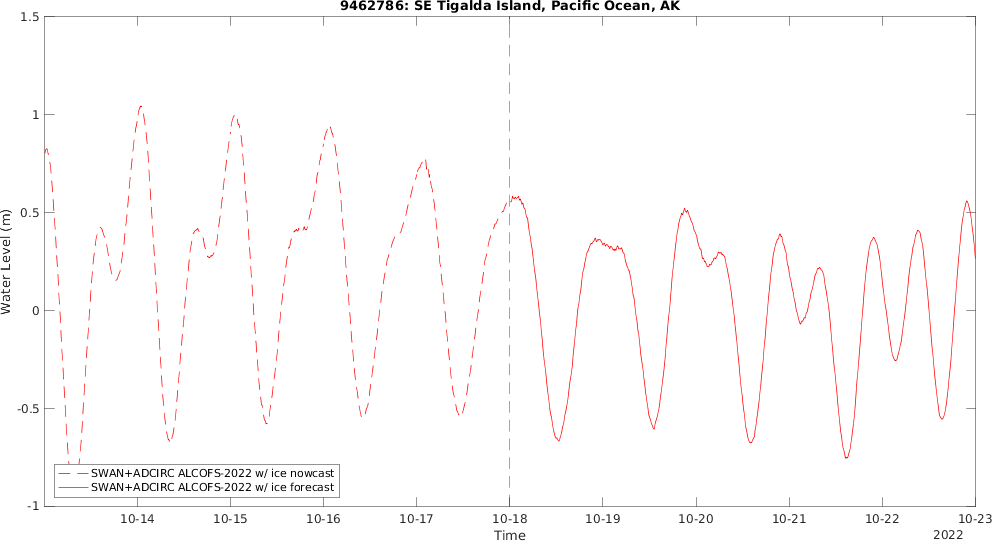 9462786: SE Tigalda Island, Pacific Ocean, AK
1.5
1
0.5
0
-0.5
-1
Water Level (m)
SWAN+ADCIRC ALCOFS-2022 w/ ice nowcast
SWAN+ADCIRC ALCOFS-2022 w/ ice forecast
10-14 10-15 10-16 10-17 10-18 10-19 10-20 10-21 10-22 10-23
Time
2022